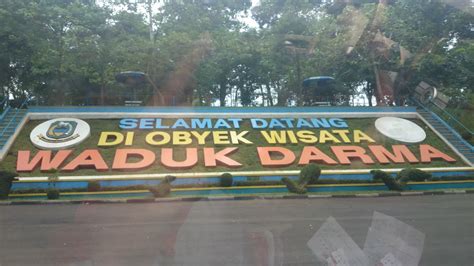 SELAMAT DATANG
DI OBYEK WISATA
WADUK DARMA